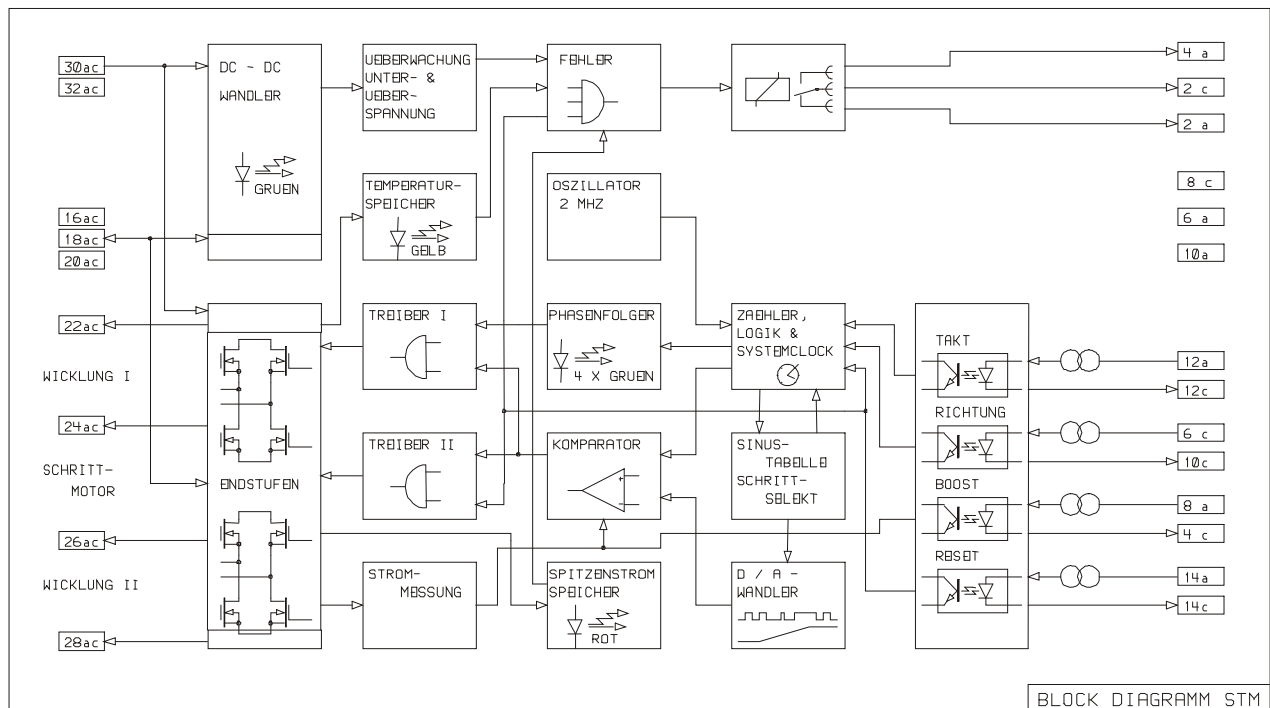 30ac
32ac
DC - DC
WANDLER
GRUEN
UEBERWACHUNG
UNTER- &
UEBER-
SPANNUNG
FEHLER
4 a
2 c
2 a
16ac
18ac
20ac
TEMPERATUR-
SPEICHER
GELB
OSZILLATOR
2 MHZ
8 c
6 a
10a
22ac
WICKLUNG I
24ac
SCHRITT-
MOTOR
26ac
WICKLUNG II
28ac
ENDSTUFEN
TREIBER I
PHASENFOLGER
4 X GRUEN
ZAEHLER,
LOGIK &
SYSTEMCLOCK
TREIBER II
KOMPARATOR
SINUS-
TABELLE
SCHRITT-
SELEKT
STROM-
MESSUNG
SPITZENSTROM
SPEICHER
ROT
D / A -
WANDLER
TAKT
RICHTUNG
BOOST
RESET
12a
12c
6 c
10c
8 a
4 c
14a
14c
BLOCK DIAGRAMM STM